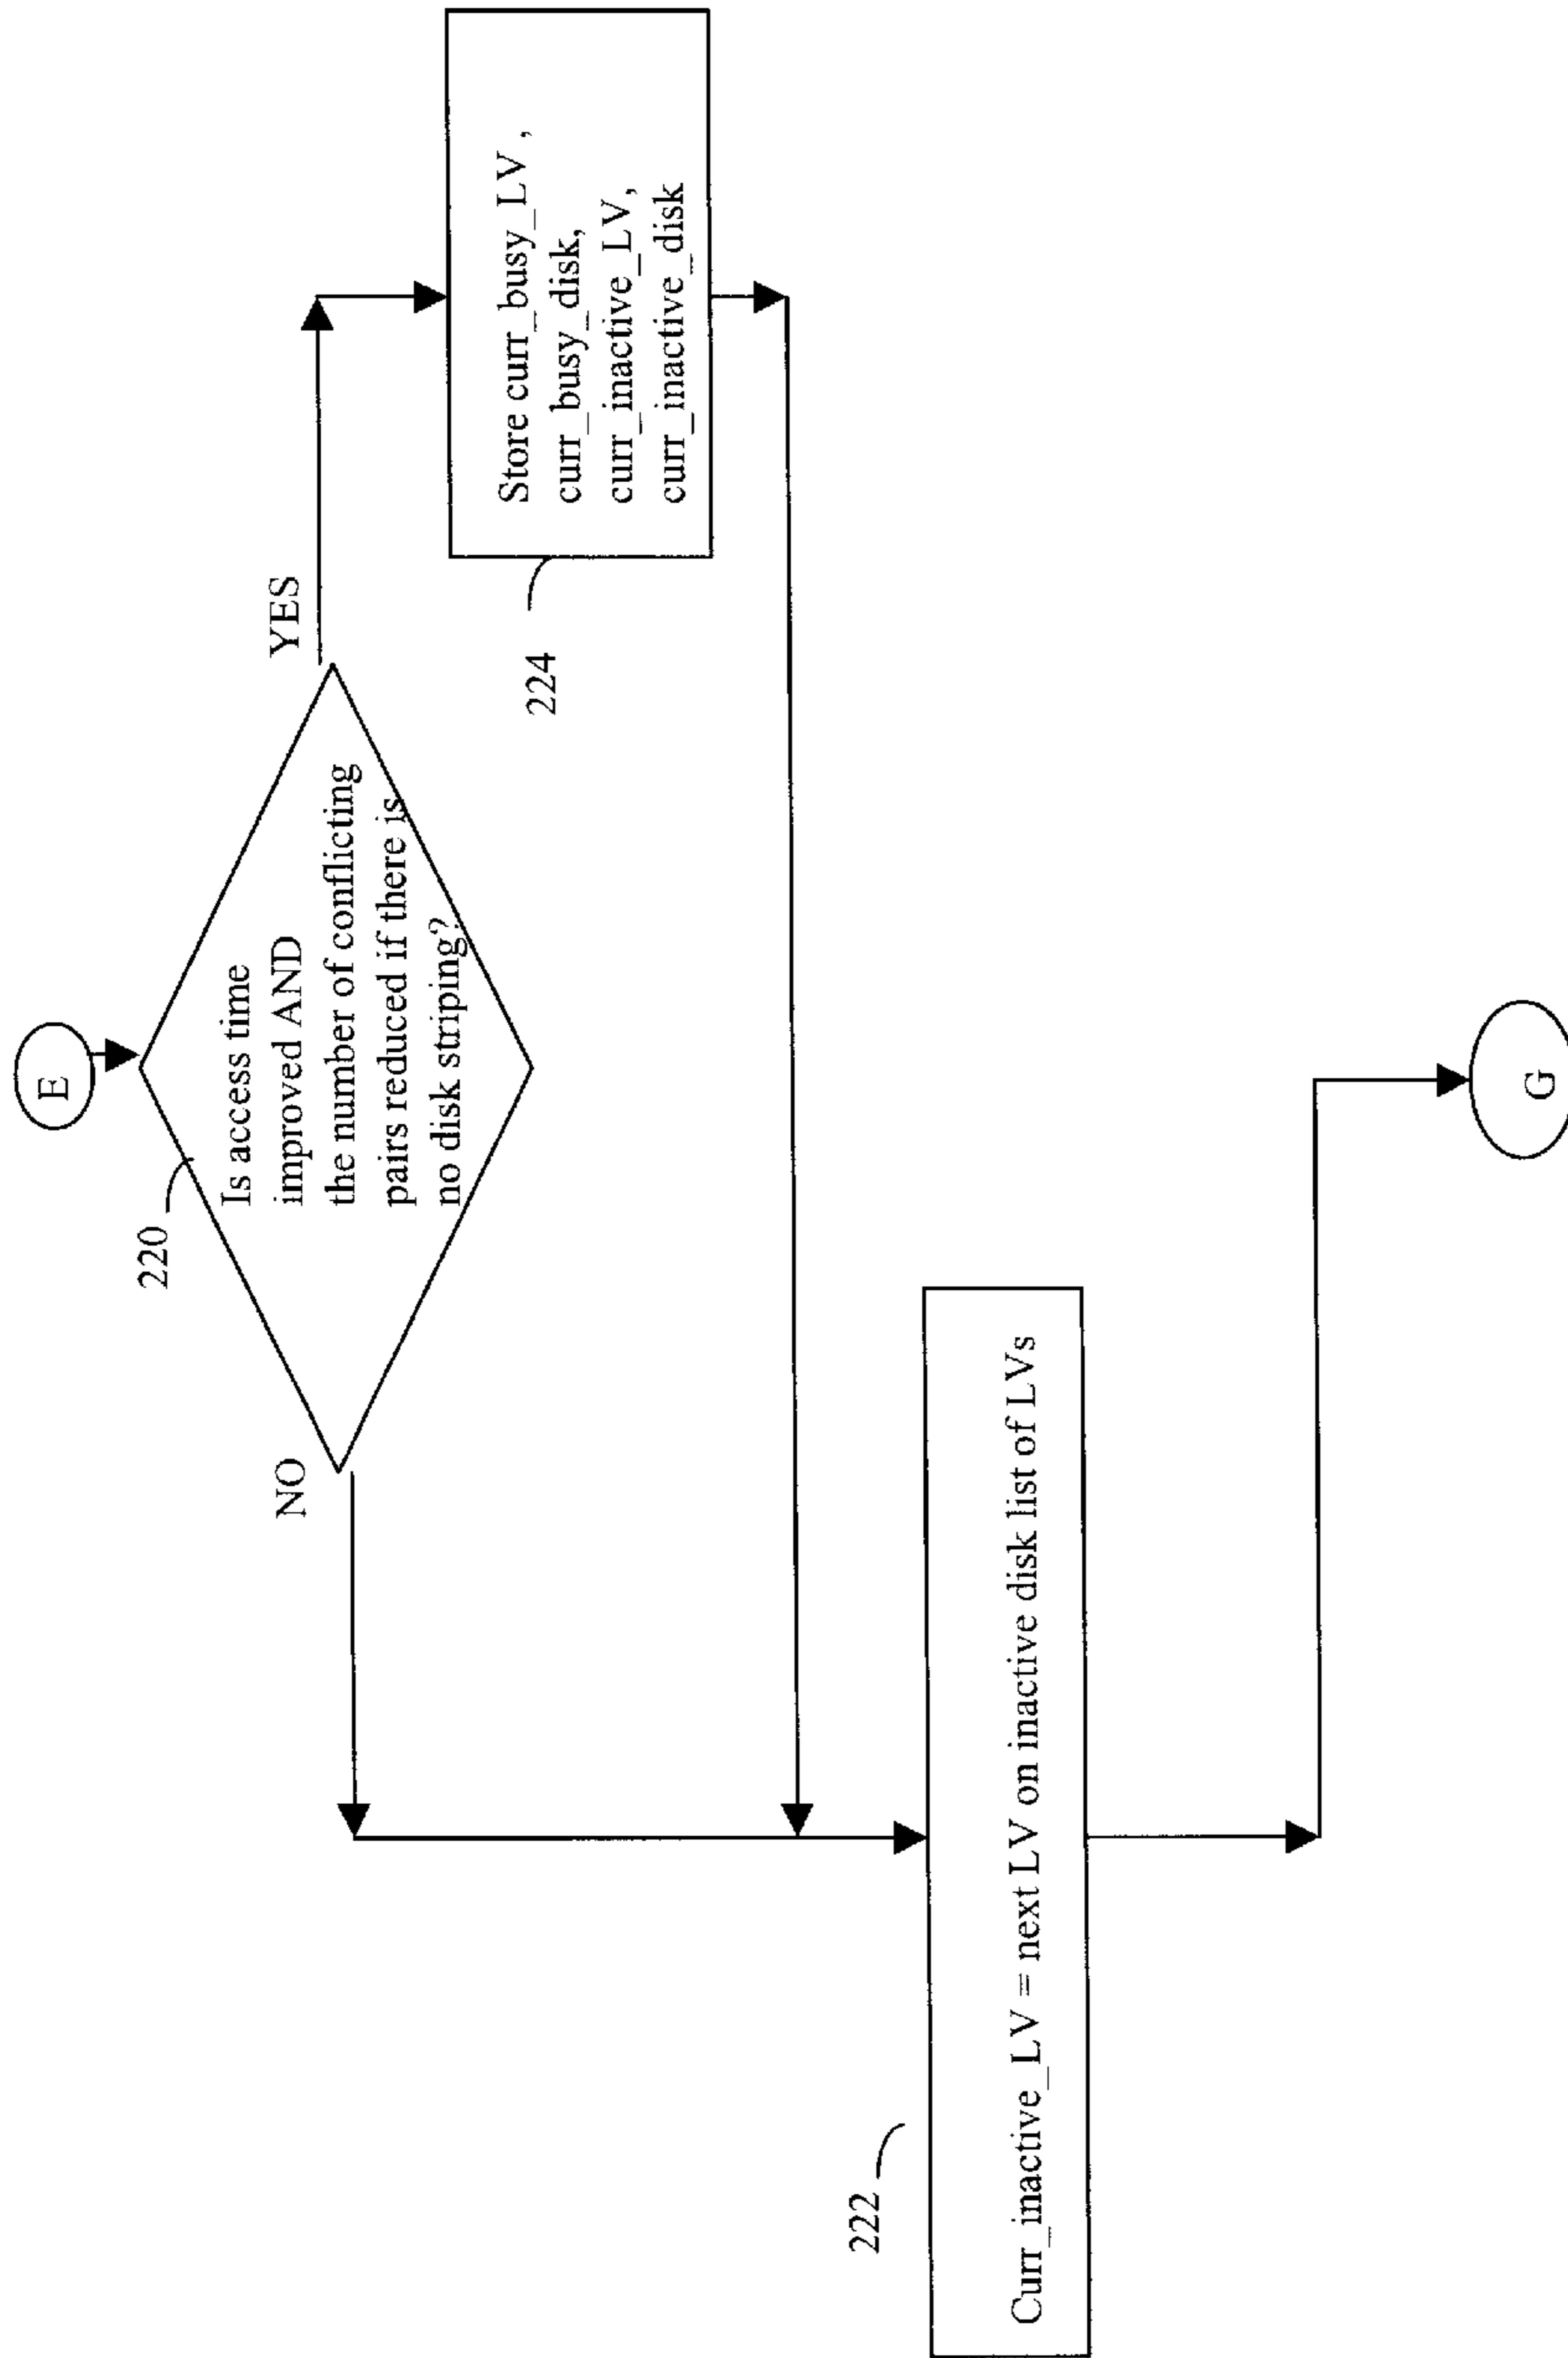 E
220
Is access time
improved AND
the number of conflicting
pairs reduced if there is
no disk striping?
NO
YES
224
Store curr_busy_LV ,
curr_busy_disk,
curr_inactive_LV,
curr_inactive_disk
222
Curr_inactive_LV = next LV on inactive disk list of LVs
G